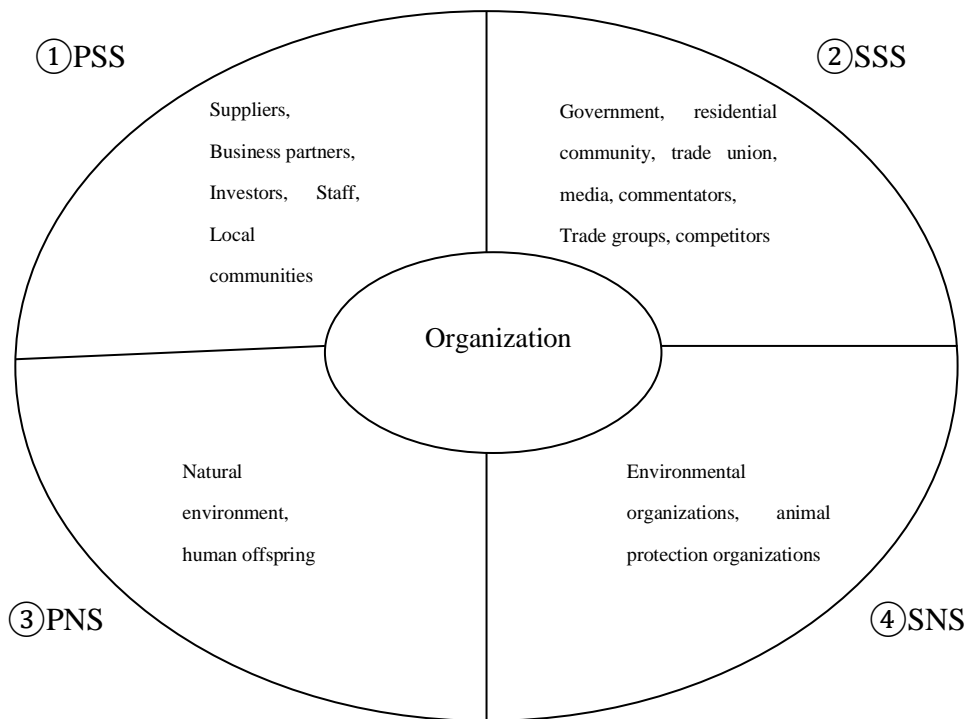 ①PSS
②SSS
Suppliers,
Business partners,
Investors, Staff,
Local
communities
Government, residential
community, trade union,
media, commentators,
Trade groups, competitors
Organization
Natural
environment,
human offspring
Environmental
organizations, animal
protection organizations
③PNS
④SNS